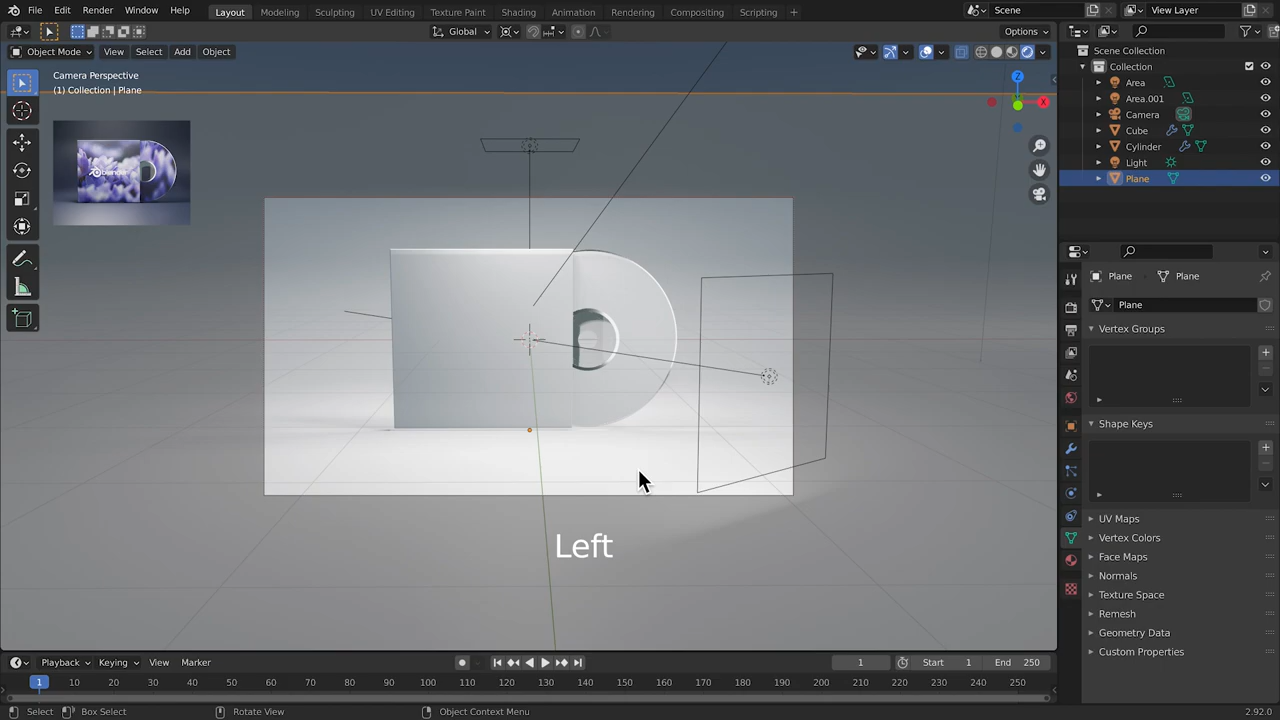 File Edit Render Window Help Layout Modeling Sculpting UV Editing Texture Paint Shading Animation Rendering Compositing Scripting + Scene View Layer
Global Options
Object Mode View Select Add Object
Camera Perspective
(1) Collection | Plane
blender
Z
X
Left
Scene Collection
Collection
Area
Area.001
Camera
Cube
Cylinder
Light
Plane
Plane Plane
Plane
Vertex Groups
Shape Keys
UV Maps
Vertex Colors
Face Maps
Normals
Texture Space
Remesh
Geometry Data
Custom Properties
Playback Keying View Marker 1 Start 1 End 250
1 10 20 30 40 50 60 70 80 90 100 110 120 130 140 150 160 170 180 190 200 210 220 230 240 250
Select Box Select Rotate View Object Context Menu 2.92.0